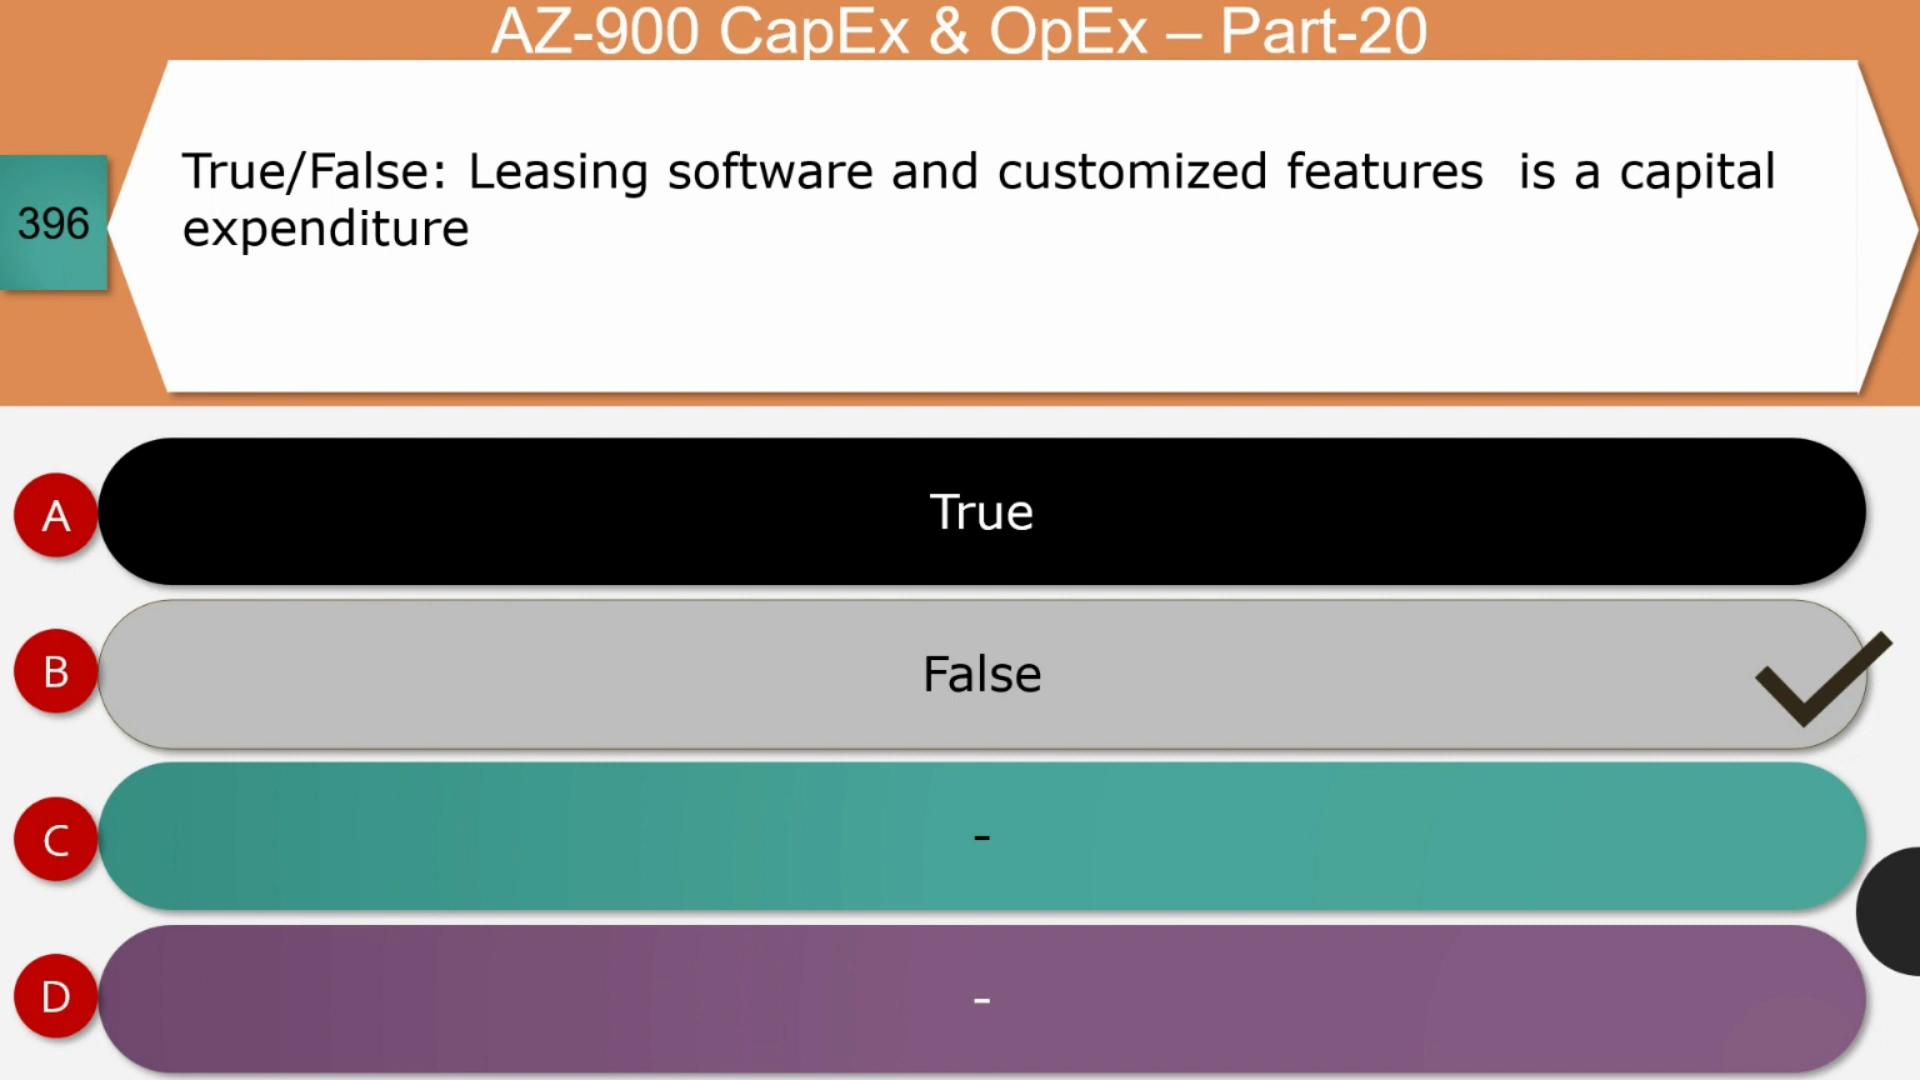 AZ-900 CapEx & OpEx – Part-20
396
True/False: Leasing software and customized features is a capital
expenditure
A
True
B
False
C
-
D
-